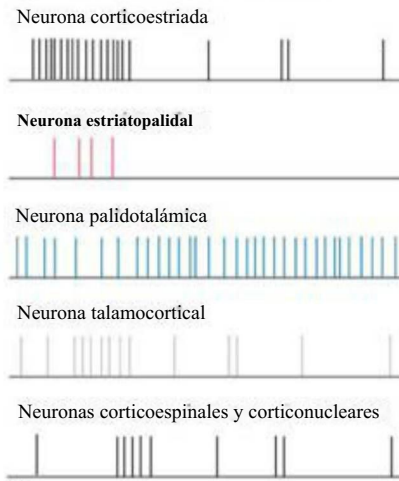 Neurona corticoestriada
Neurona estriatopalidal
Neurona palidotalámica
Neurona talamocortical
Neuronas corticoespinales y corticonucleares